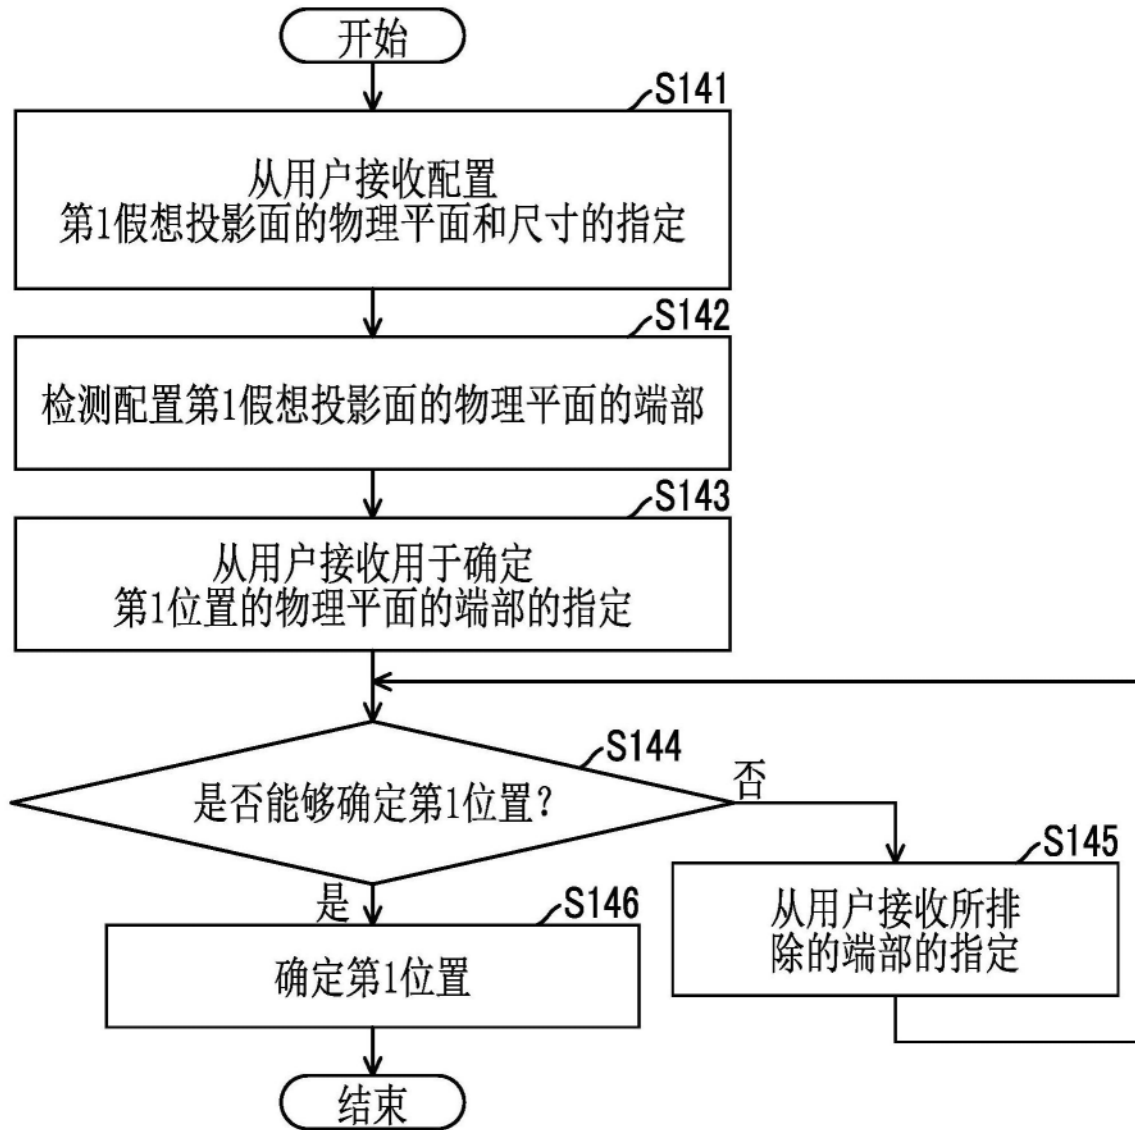 开始
S141
从用户接收配置
第1假想投影面的物理平面和尺寸的指定
S142
检测配置第1假想投影面的物理平面的端部
S143
从用户接收用于确定
第1位置的物理平面的端部的指定
S144
是否能够确定第1位置?
否
S145
从用户接收所排
除的端部的指定
是
S146
确定第1位置
结束